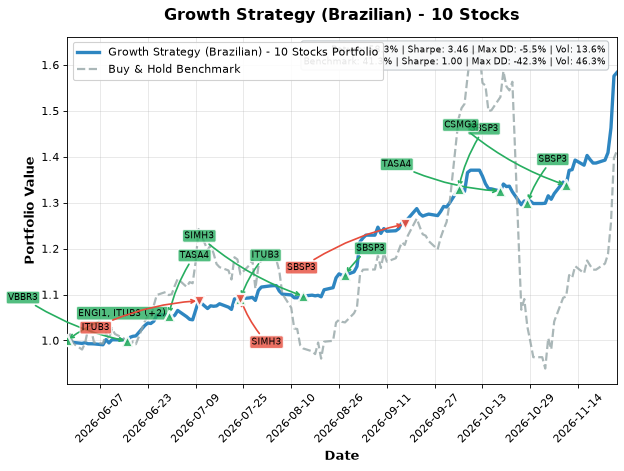 Growth Strategy (Brazilian) - 10 Stocks
Growth Strategy (Brazilian) - 10 Stocks Portfolio
Buy & Hold Benchmark
3% | Sharpe: 3.46 | Max DD: -5.5% | Vol: 13.6%
| Sharpe: 1.00 | Max DD: -42.3% | Vol: 46.3%
Portfolio Value
1.6
1.5
1.4
1.3
1.2
1.1
1.0
CSMG3
SBSP3
TASA4
SBSP3
SIMH3
TASA4
ITUB3
SBSP3
SBSP3
VBBR3
ENGI1, ITUB3 (+2)
ITUB3
SIMH3
2026-06-07
2026-06-23
2026-07-09
2026-07-25
2026-08-10
2026-08-26
2026-09-11
2026-09-27
2026-10-13
2026-10-29
2026-11-14
Date